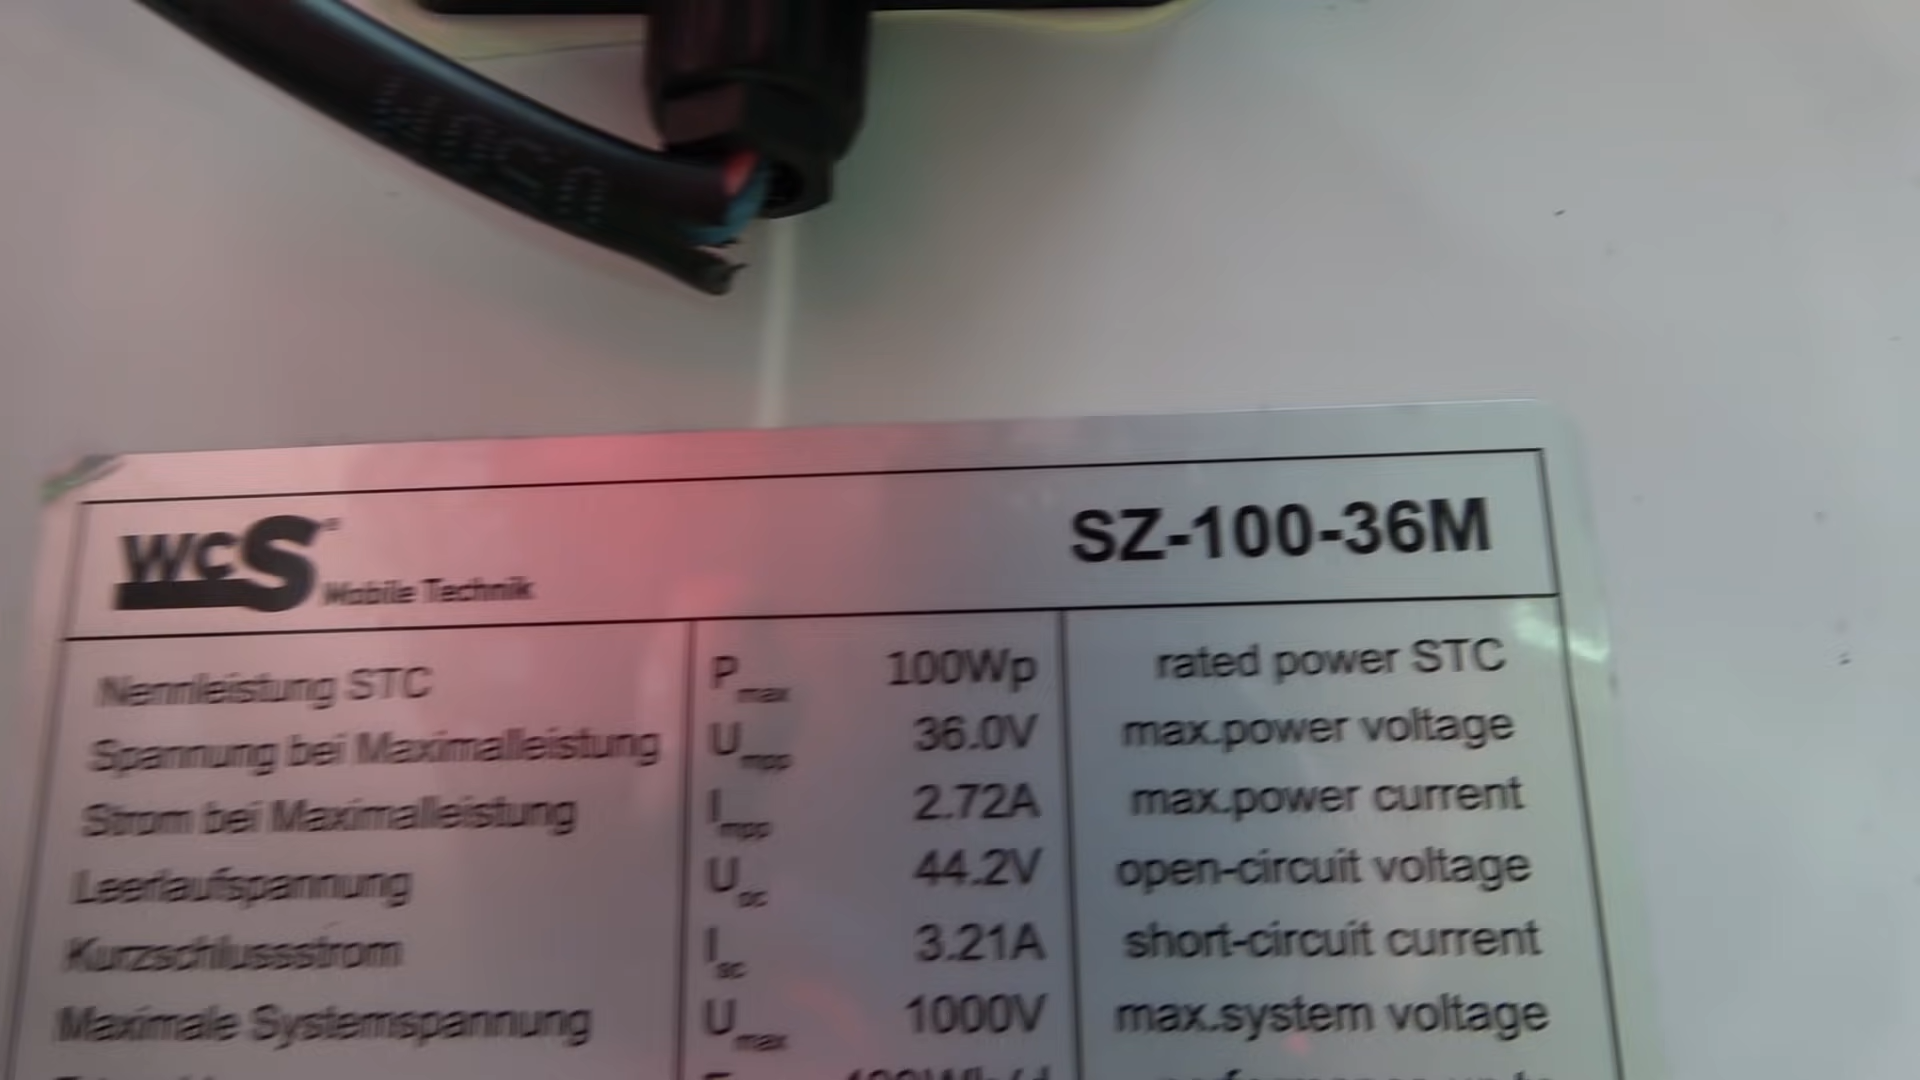 WCS®
Mobile Technik
SZ-100-36M
Nennleistung STC P max 100Wp rated power STC
Spannung bei Maximalleistung U mpp 36.0V max.power voltage
Strom bei Maximalleistung I mpp 2.72A max.power current
Leerlaufspannung U oc 44.2V open-circuit voltage
Kurzschlussstrom I sc 3.21A short-circuit current
Maximale Systemspannung U max 1000V max.system voltage